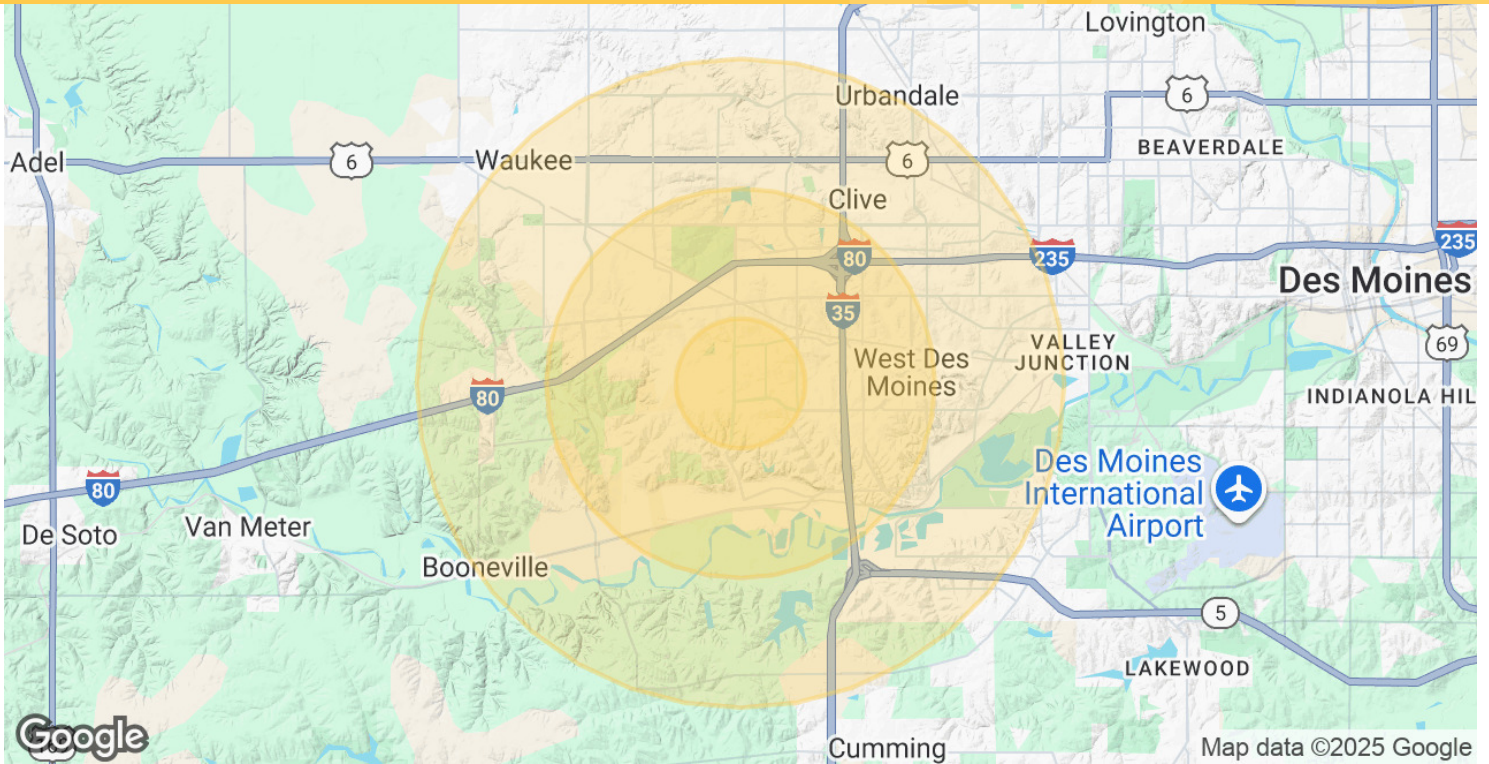 Lovington
Urbandale
6
BEAVERDALE
Adel
6
Waukee
6
Clive
80
235
235
Des Moines
35
VALLEY
JUNCTION
69
West Des
Moines
80
INDIANOLA HIL
Des Moines
International
Airport
80
De Soto
Van Meter
Booneville
5
LAKEWOOD
Google
Cumming
Map data ©2025 Google